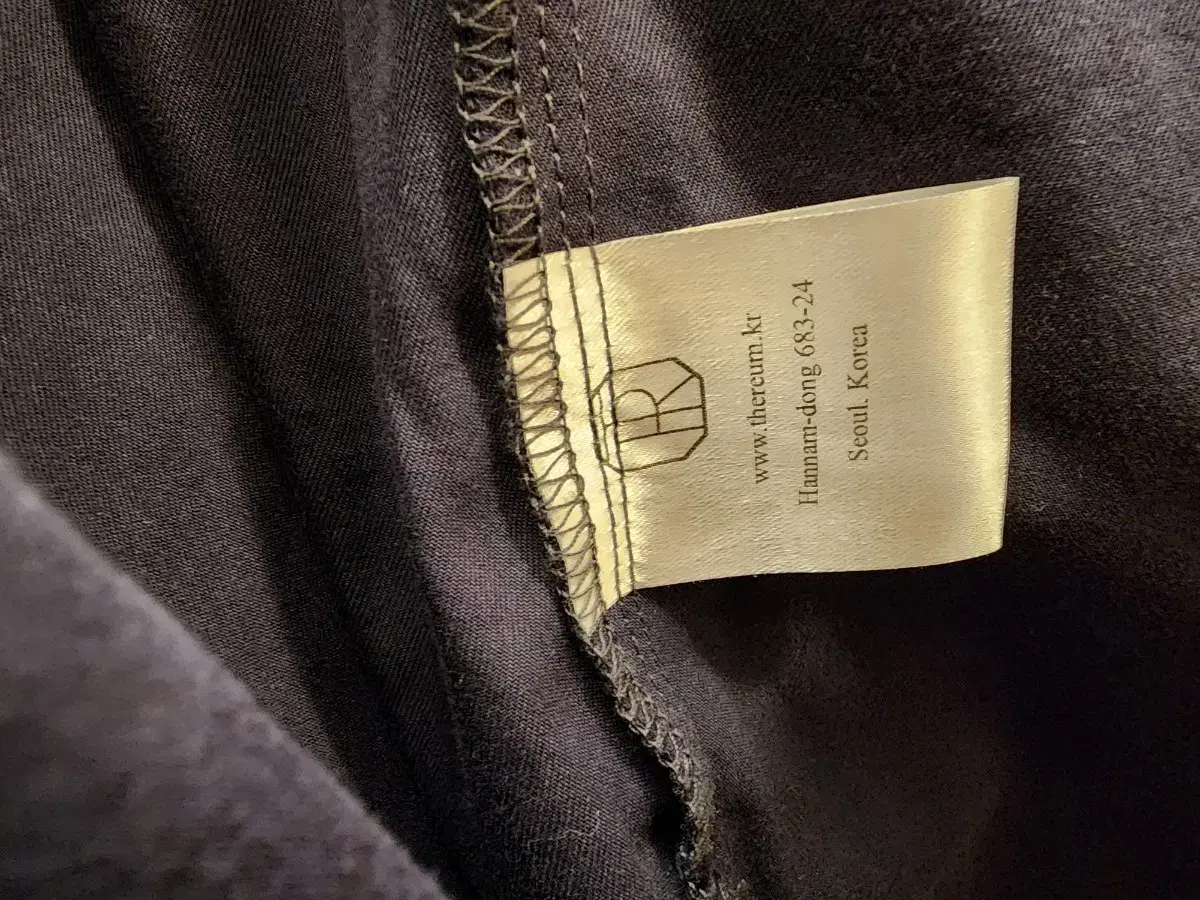 R
www.thereum.kr
Hannam-dong 683-24
Seoul. Korea